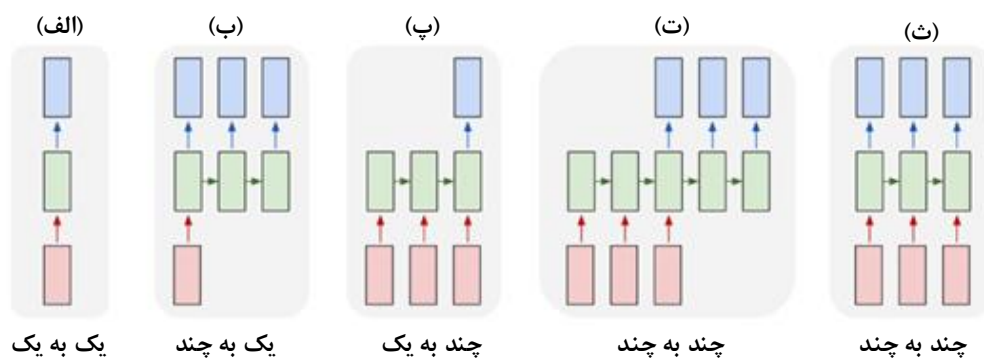 (الف) (ب) (پ) (ت) (ث)
یک به یک یک به چند چند به یک چند به چند چند به چند